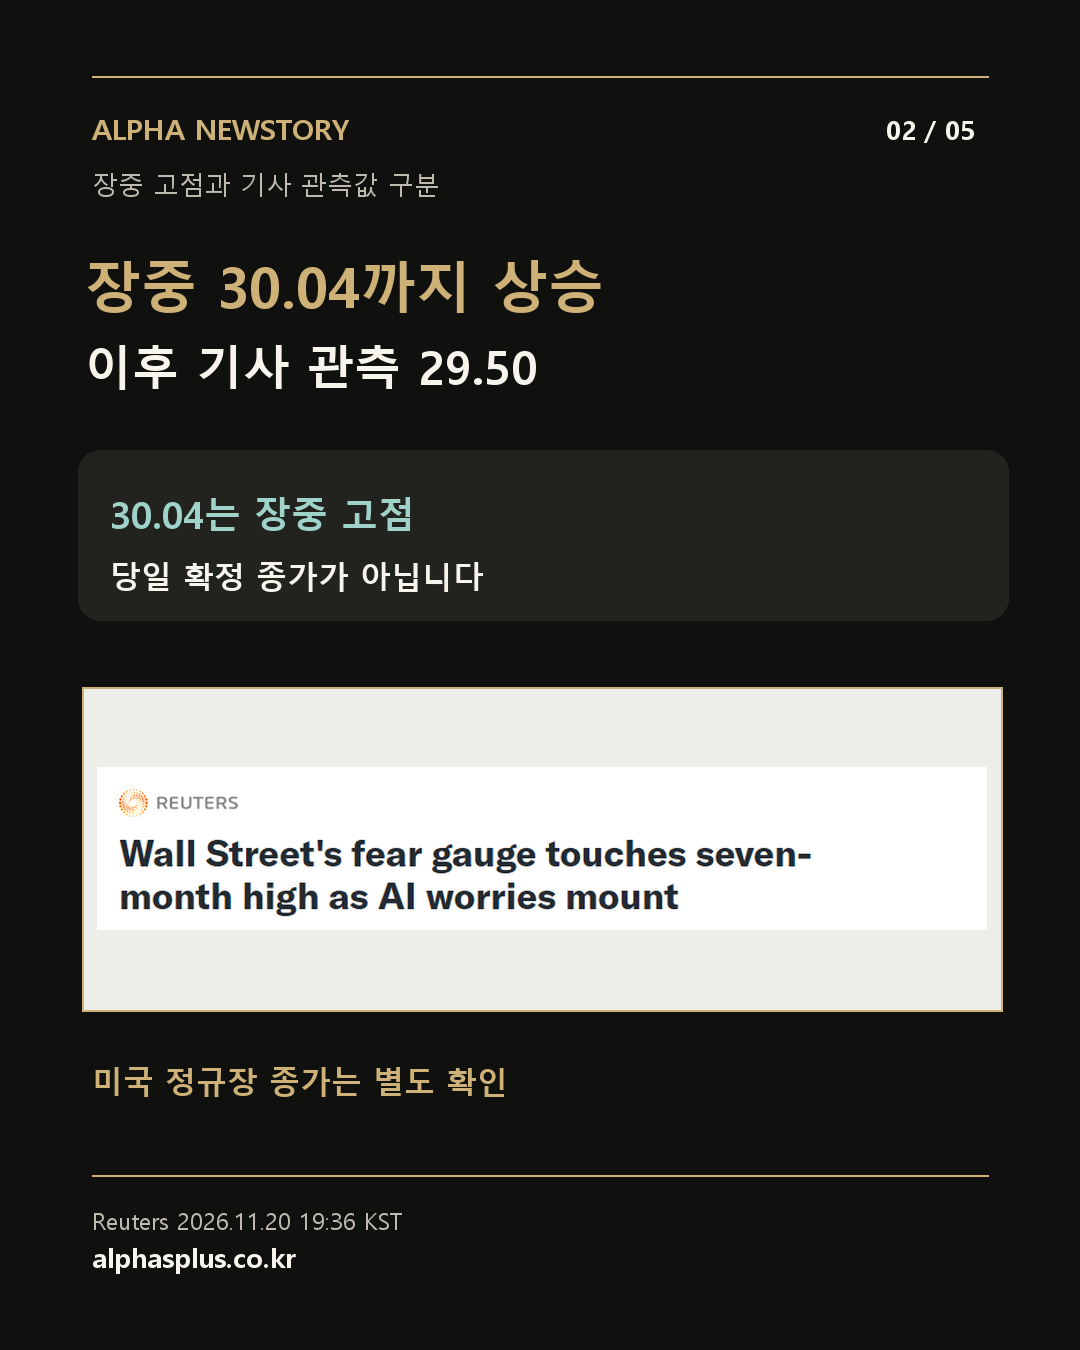 ALPHA NEWSTORY
02 / 05
장중 고점과 기사 관측값 구분
장중 30.04까지 상승
이후 기사 관측 29.50
30.04는 장중 고점
당일 확정 종가가 아닙니다
REUTERS
Wall Street's fear gauge touches seven-
month high as AI worries mount
미국 정규장 종가는 별도 확인
Reuters 2026.11.20 19:36 KST
alphasplus.co.kr